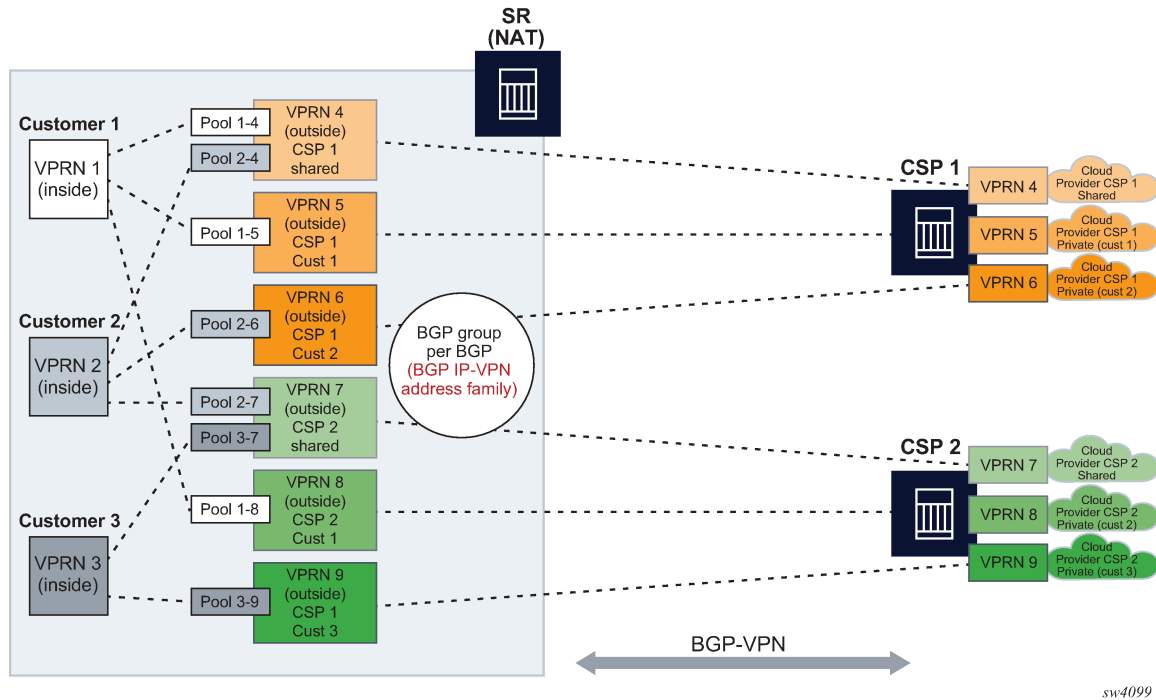 SR
(NAT)
Customer 1
VPRN 1
(inside)
Pool 1-4
Pool 2-4
VPRN 4
(outside)
CSP 1
shared
Pool 1-5
VPRN 5
(outside)
CSP 1
Cust 1
Customer 2
VPRN 2
(inside)
Pool 2-6
VPRN 6
(outside)
CSP 1
Cust 2
Pool 2-7
Pool 3-7
VPRN 7
(outside)
CSP 2
shared
Customer 3
VPRN 3
(inside)
Pool 1-8
VPRN 8
(outside)
CSP 2
Cust 1
Pool 3-9
VPRN 9
(outside)
CSP 1
Cust 3
BGP group
per BGP
(BGP IP-VPN
address family)
CSP 1
VPRN 4
Cloud
Provider CSP 1
Shared
VPRN 5
Cloud
Provider CSP 1
Private (cust 1)
VPRN 6
Cloud
Provider CSP 1
Private (cust 2)
CSP 2
VPRN 7
Cloud
Provider CSP 2
Shared
VPRN 8
Cloud
Provider CSP 2
Private (cust 2)
VPRN 9
Cloud
Provider CSP 2
Private (cust 3)
BGP-VPN
sw4099